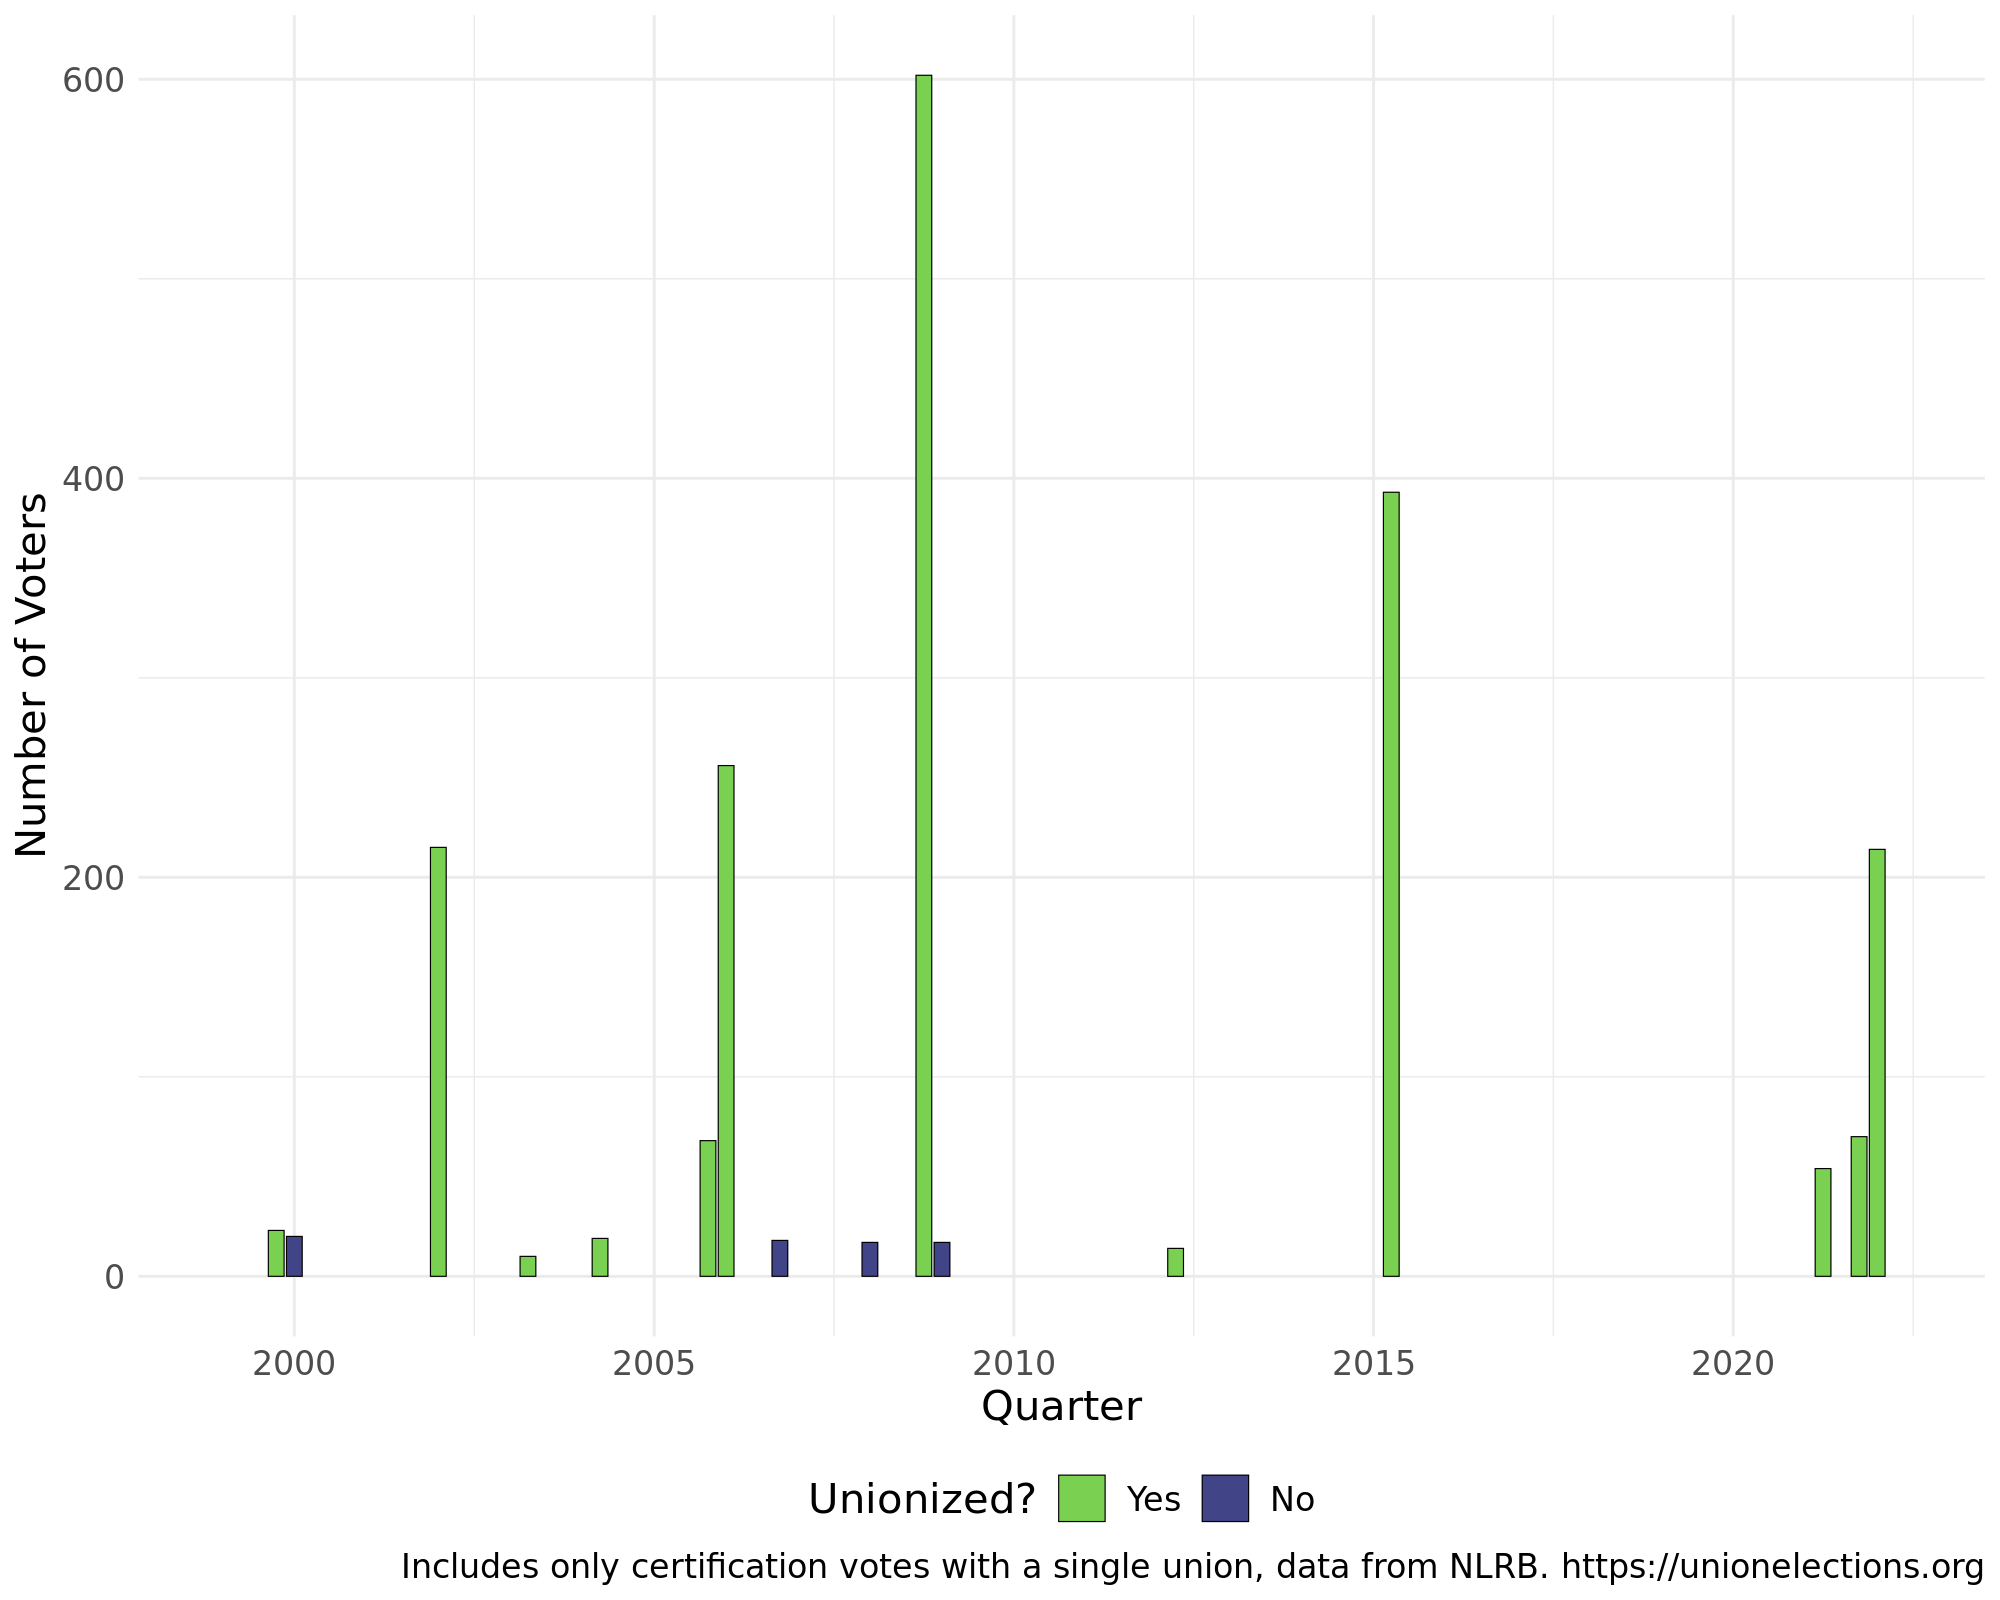 600
400
200
0
Number of Voters
2000 2005 2010 2015 2020
Quarter
Unionized? Yes No
Includes only certification votes with a single union, data from NLRB. https://unionelections.org